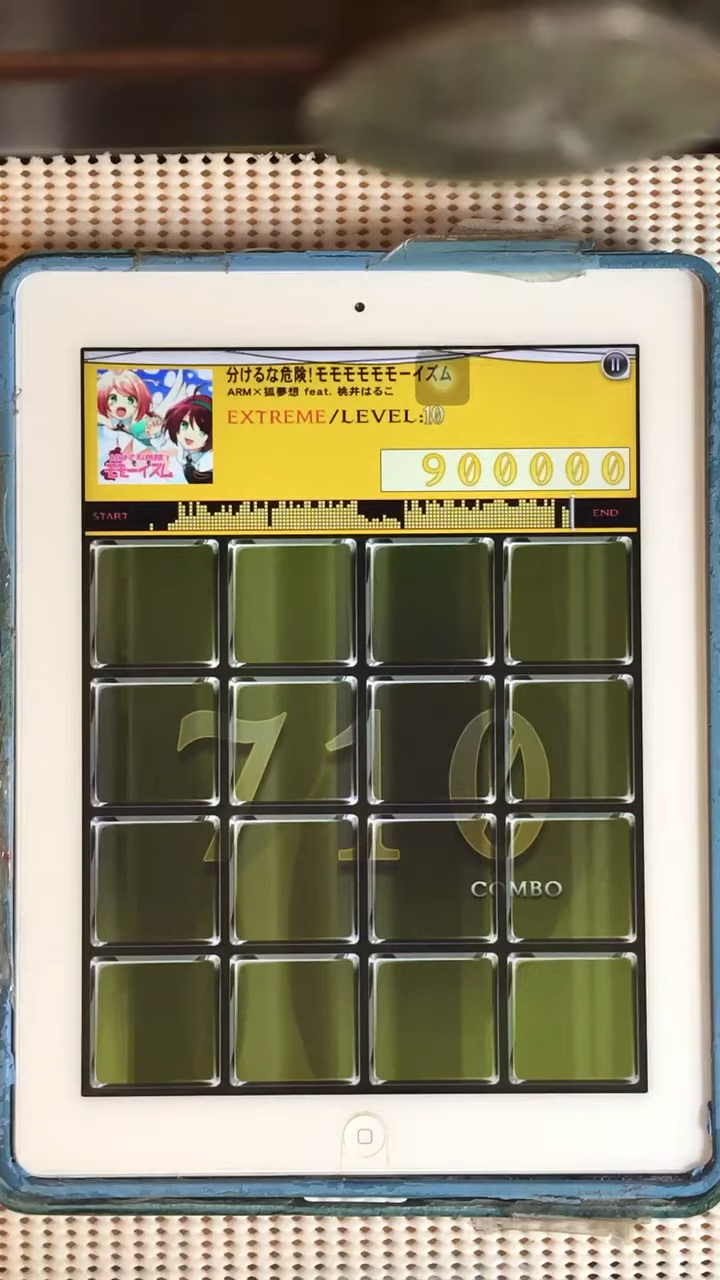 分けるな危険!モモモモモモーイズム
ARM×狐夢想 feat. 桃井はるこ
EXTREME/LEVEL:10
900000
START
END
710
COMBO